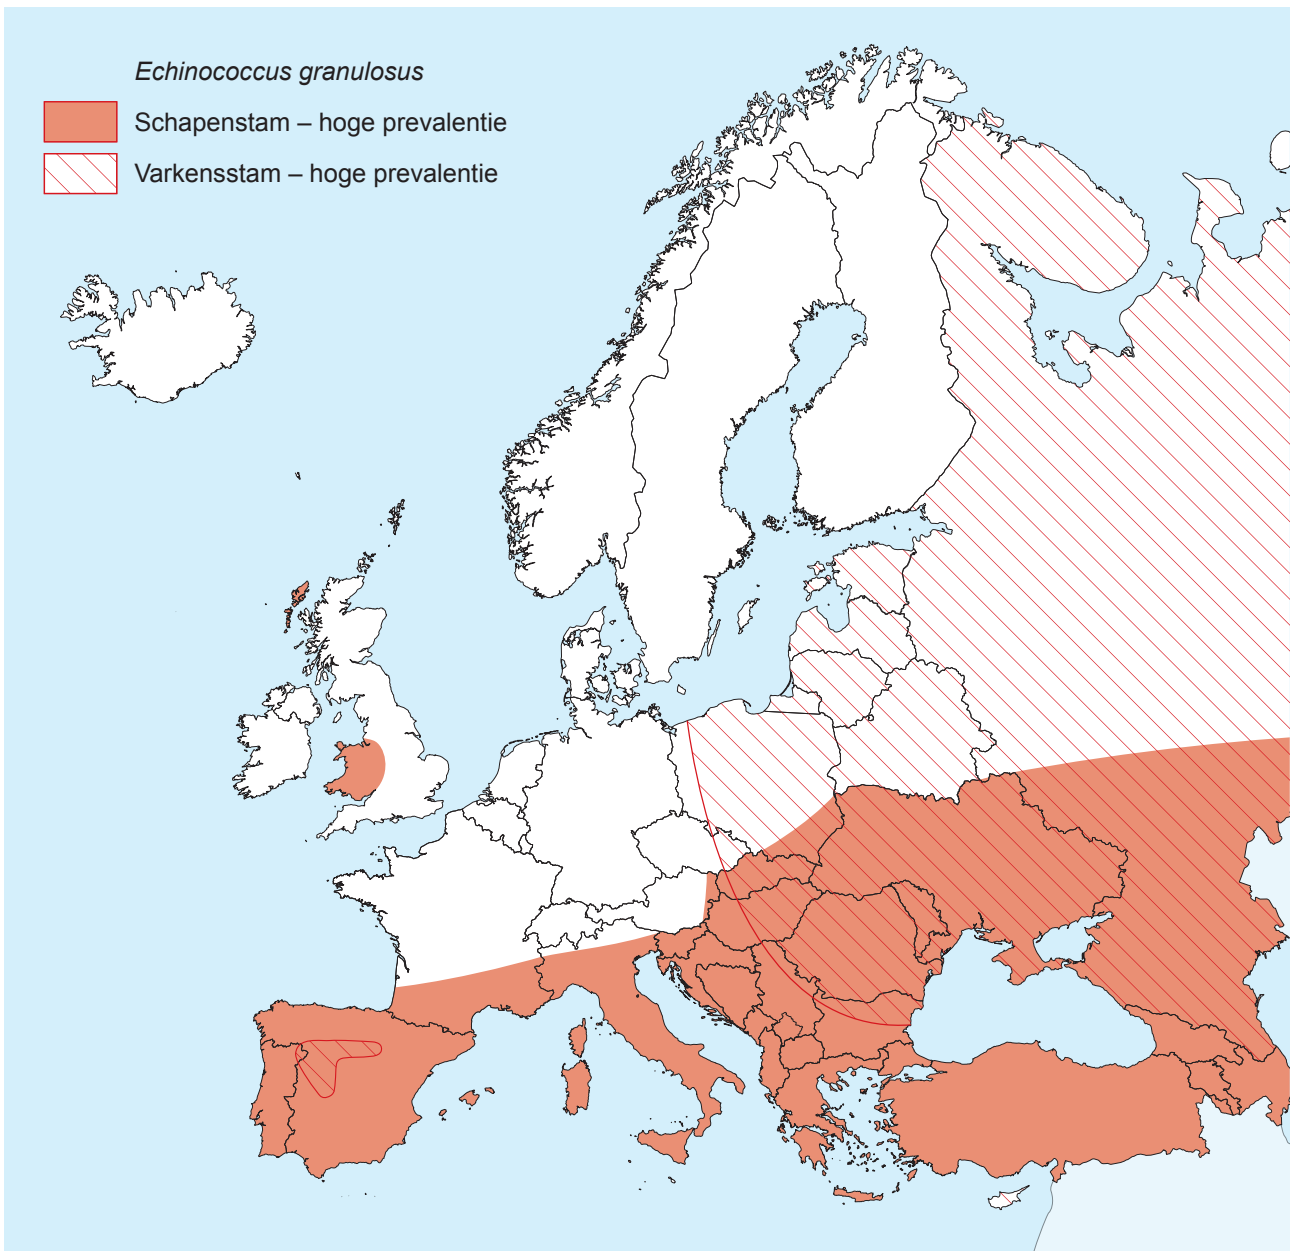 Echinococcus granulosus
Schapenstam – hoge prevalentie
Varkensstam – hoge prevalentie